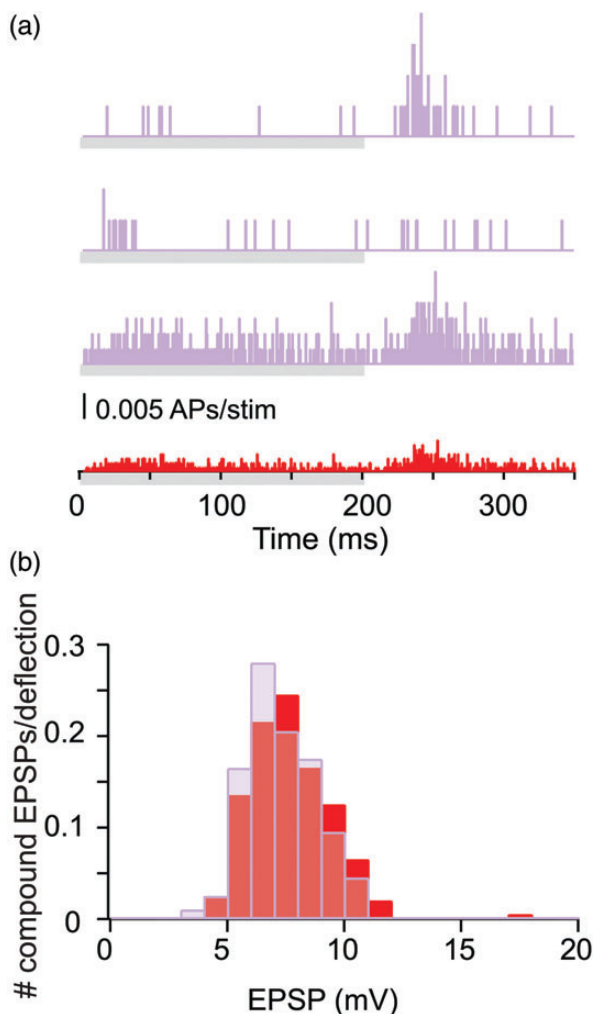 (a)
0.005 APs/stim
0 100 200 300
Time (ms)
(b)
# compound EPSPs/deflection
0.3
0.2
0.1
0
0 5 10 15 20
EPSP (mV)